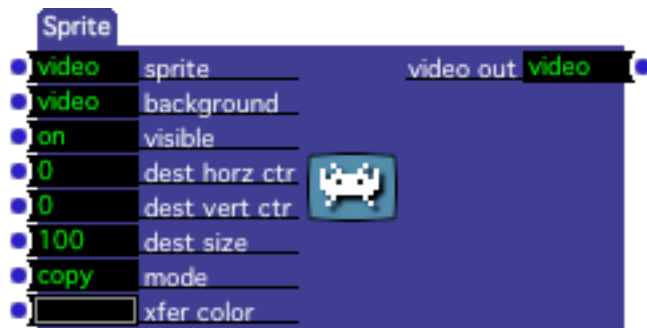 Sprite
video sprite video out video
video background
on visible
0 dest horz ctr
0 dest vert ctr
100 dest size
copy mode
xfer color